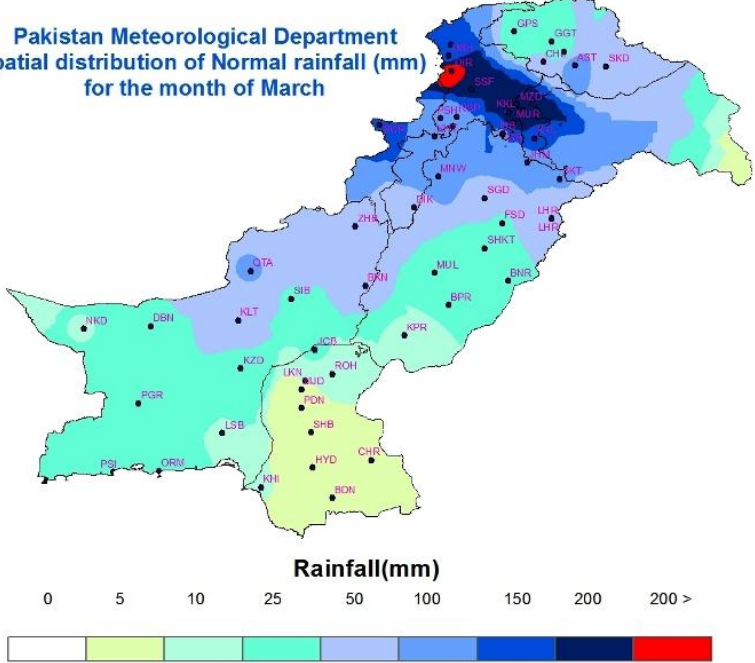 Pakistan Meteorological Department
patial distribution of Normal rainfall (mm)
for the month of March
GPS
GGT
CHL
AST
SKD
DIR
SSF
KKL
MZD
MUR
PSH
MNW
SKT
DIK
SGD
ZHB
FSD
LHR
LHR
SHKT
QTA
MUL
BNR
BKN
SIB
BPR
NKD
DBN
KLT
KPR
JCB
KZD
ROH
LKN
MJD
PGR
PDN
LSB
SHB
CHR
HYD
PSI
ORM
KHI
BDN
Rainfall(mm)
0 5 10 25 50 100 150 200 200 >